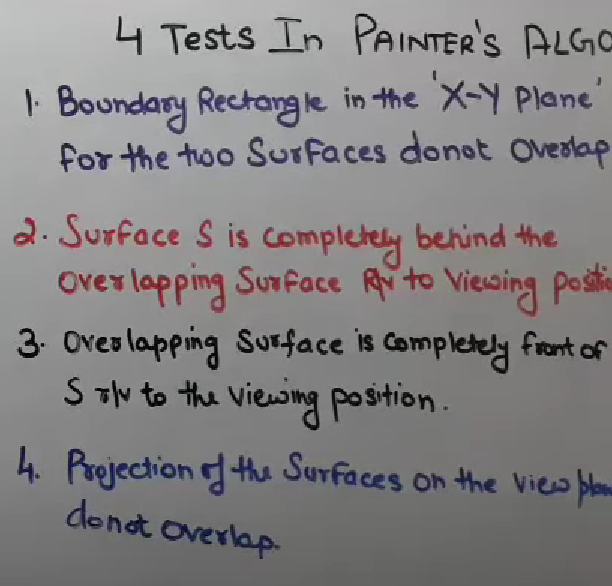 4 Tests In PAINTER'S ALGO
1. Boundary Rectangle in the 'X-Y Plane'
for the two Surfaces donot Overlap
2. Surface S is completely behind the
Overlapping Surface R/v to Viewing positio
3. Overlapping Surface is Completely front of
S r/v to the viewing position.
4. Projection of the Surfaces on the view plan
donot overlap.